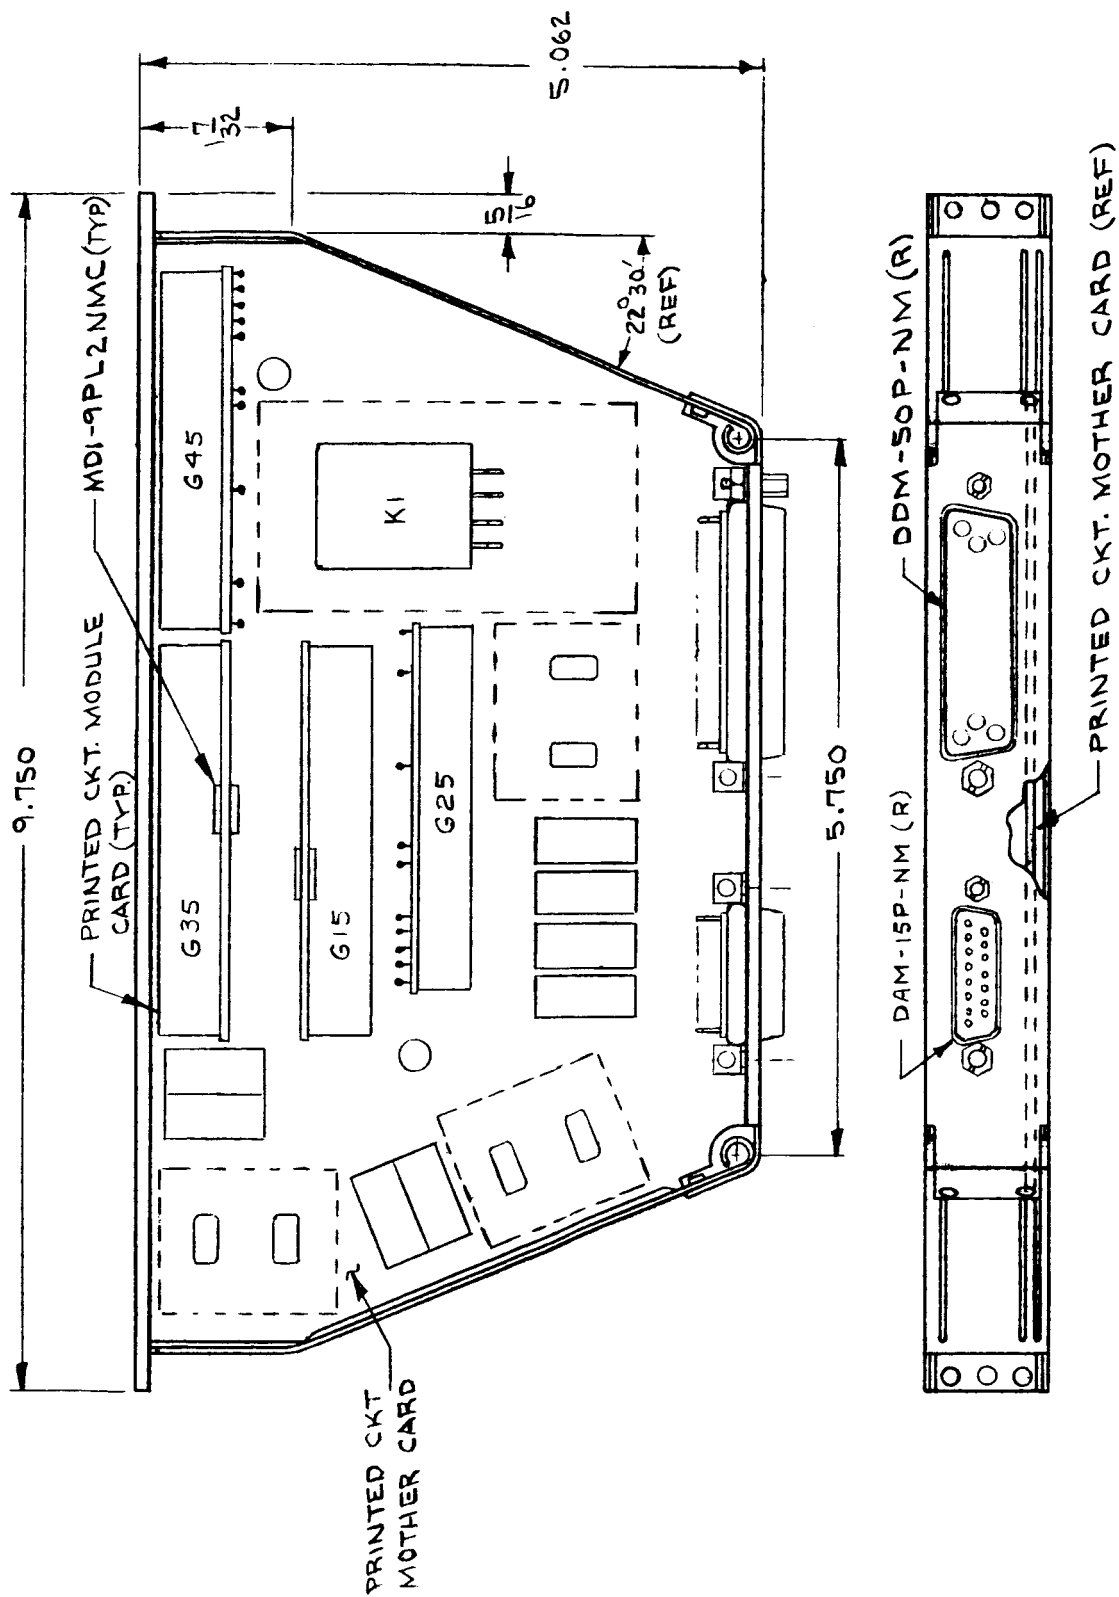 9.750
PRINTED CKT. MODULE
CARD (TYP.)
MDI-9PL2NMC (TYP)
1 7/32
5.062
5/16
22° 30'
(REF)
G35
G45
G15
G25
K1
PRINTED CKT
MOTHER CARD
5.750
DAM-15P-NM (R)
DDM-50P-NM (R)
PRINTED CKT. MOTHER CARD (REF)